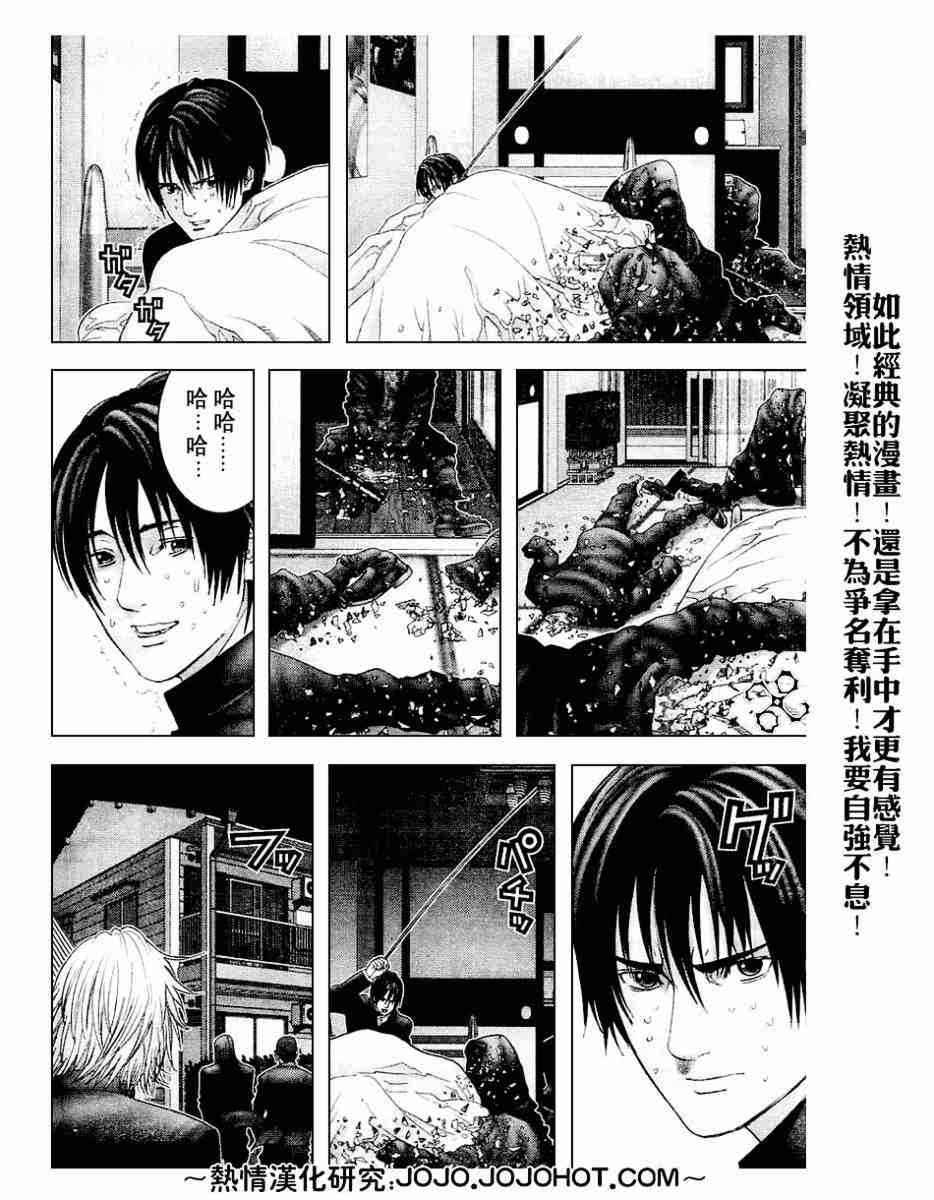 如此經典的漫畫！還是拿在手中才更有感覺！
熱情領域！凝聚熱情！不為爭名奪利！我要自強不息！
ガタ
ガタッ
哈哈……
哈…哈…
グッ
ペチャッ
フッ
～熱情漢化研究:JOJO.JOJOHOT.COM～